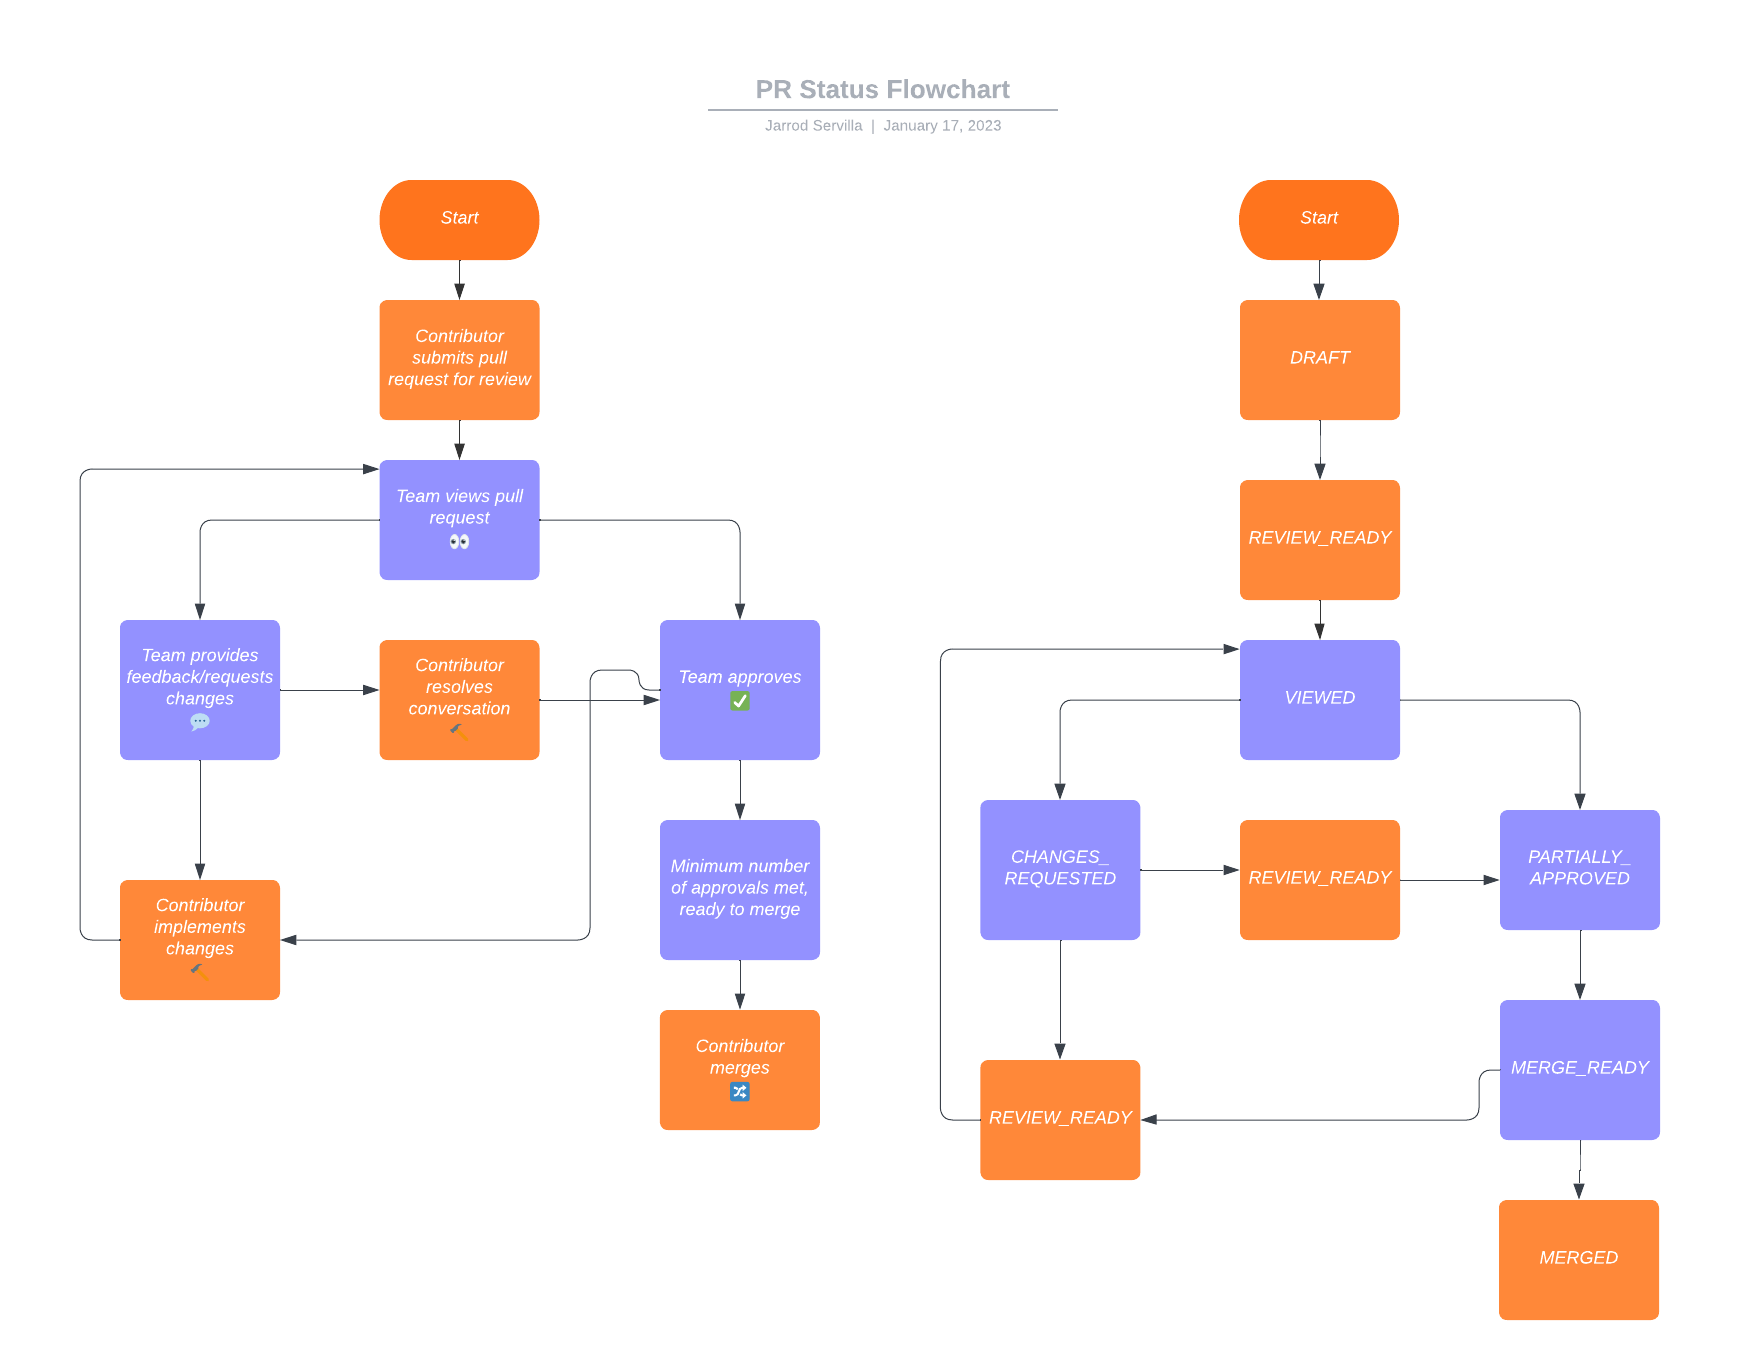 PR Status Flowchart
Jarrod Servilla | January 17, 2023
Start
Contributor
submits pull
request for review
Team views pull
request
Team provides
feedback/requests
changes
Contributor
resolves
conversation
Team approves
Contributor
implements
changes
Minimum number
of approvals met,
ready to merge
Contributor
merges
Start
DRAFT
REVIEW_READY
VIEWED
CHANGES_
REQUESTED
REVIEW_READY
PARTIALLY_
APPROVED
REVIEW_READY
MERGE_READY
MERGED